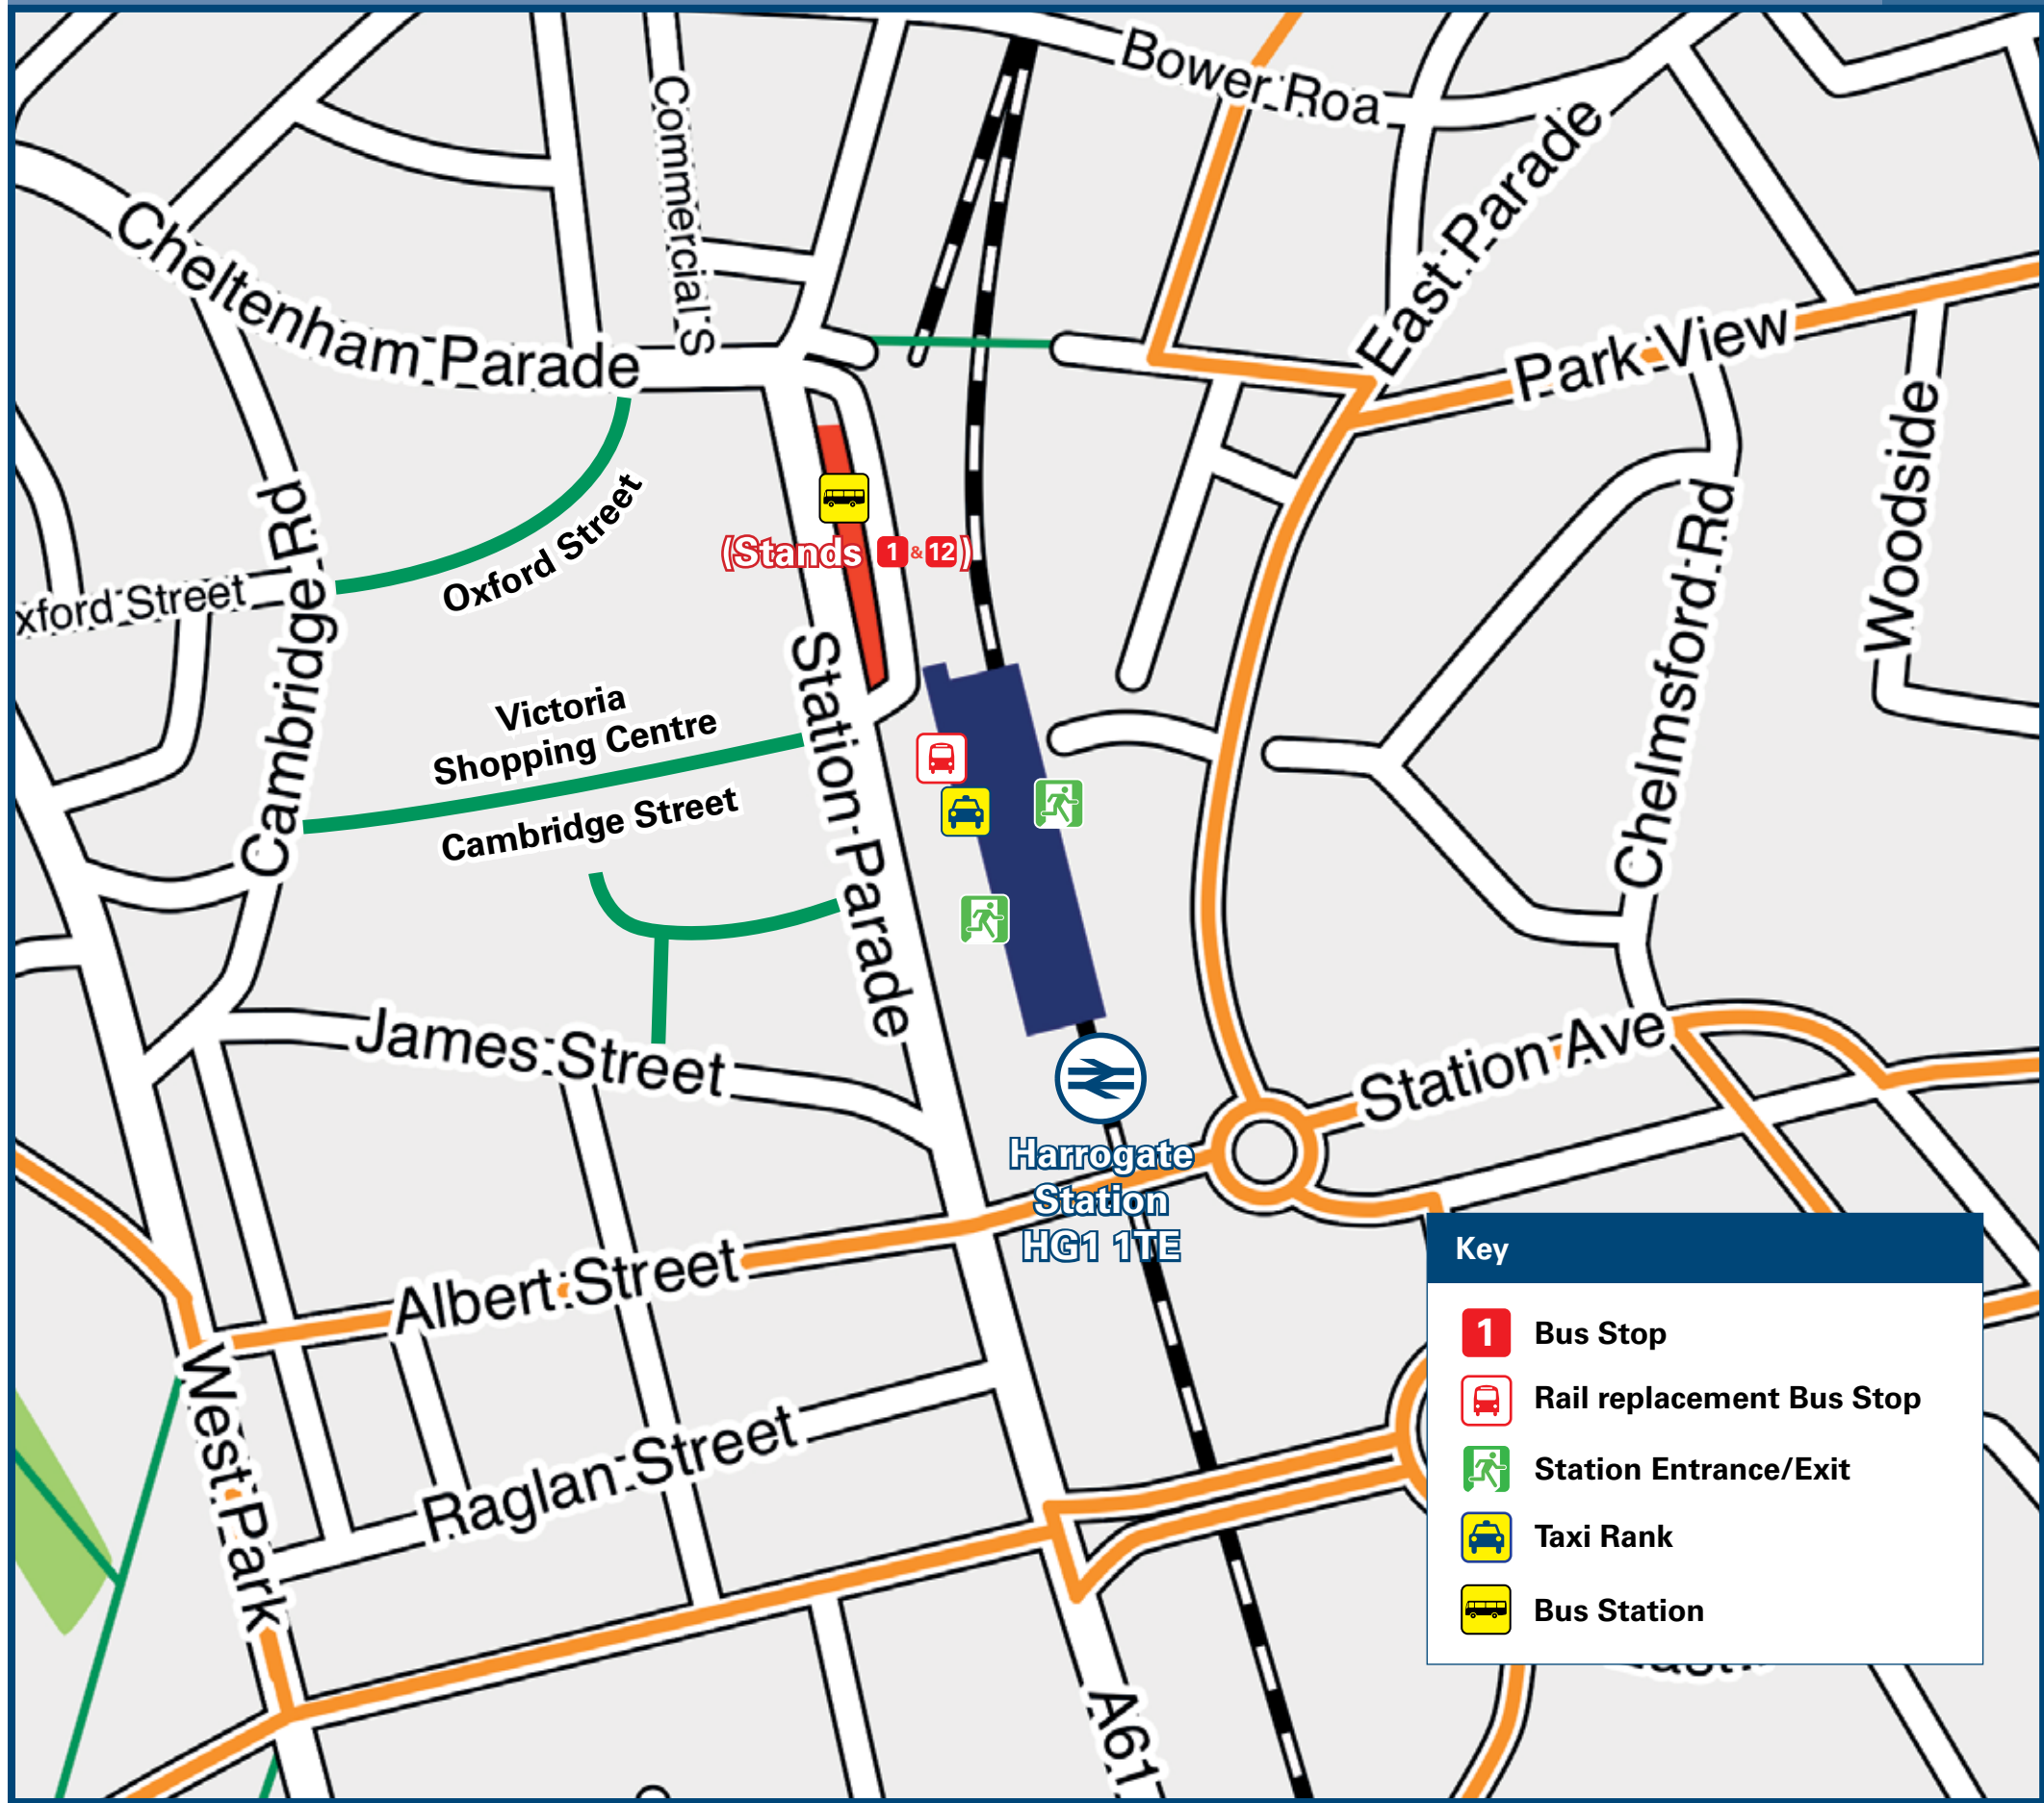 Bower Roa
Commercial S
East Parade
Cheltenham Parade
Park View
Cambridge Rd
Oxford Street
xford Street
(Stands 1 & 12)
Woodside
Chelmsford Rd
Station Parade
Victoria
Shopping Centre
Cambridge Street
James Street
Station Ave
Harrogate
Station
HG1 1TE
Albert Street
West Park
Raglan Street
A61
Key
1 Bus Stop
Rail replacement Bus Stop
Station Entrance/Exit
Taxi Rank
Bus Station